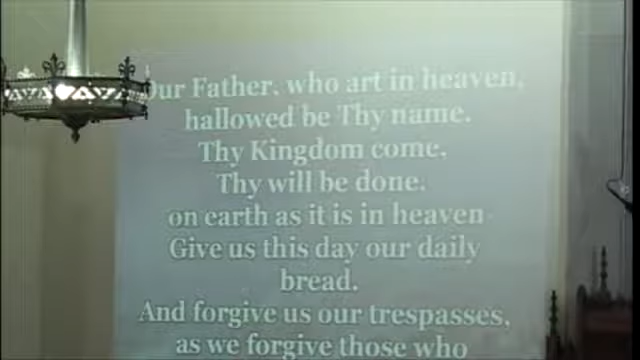 Our Father, who art in heaven,
hallowed be Thy name.
Thy Kingdom come.
Thy will be done.
on earth as it is in heaven
Give us this day our daily
bread.
And forgive us our trespasses,
as we forgive those who